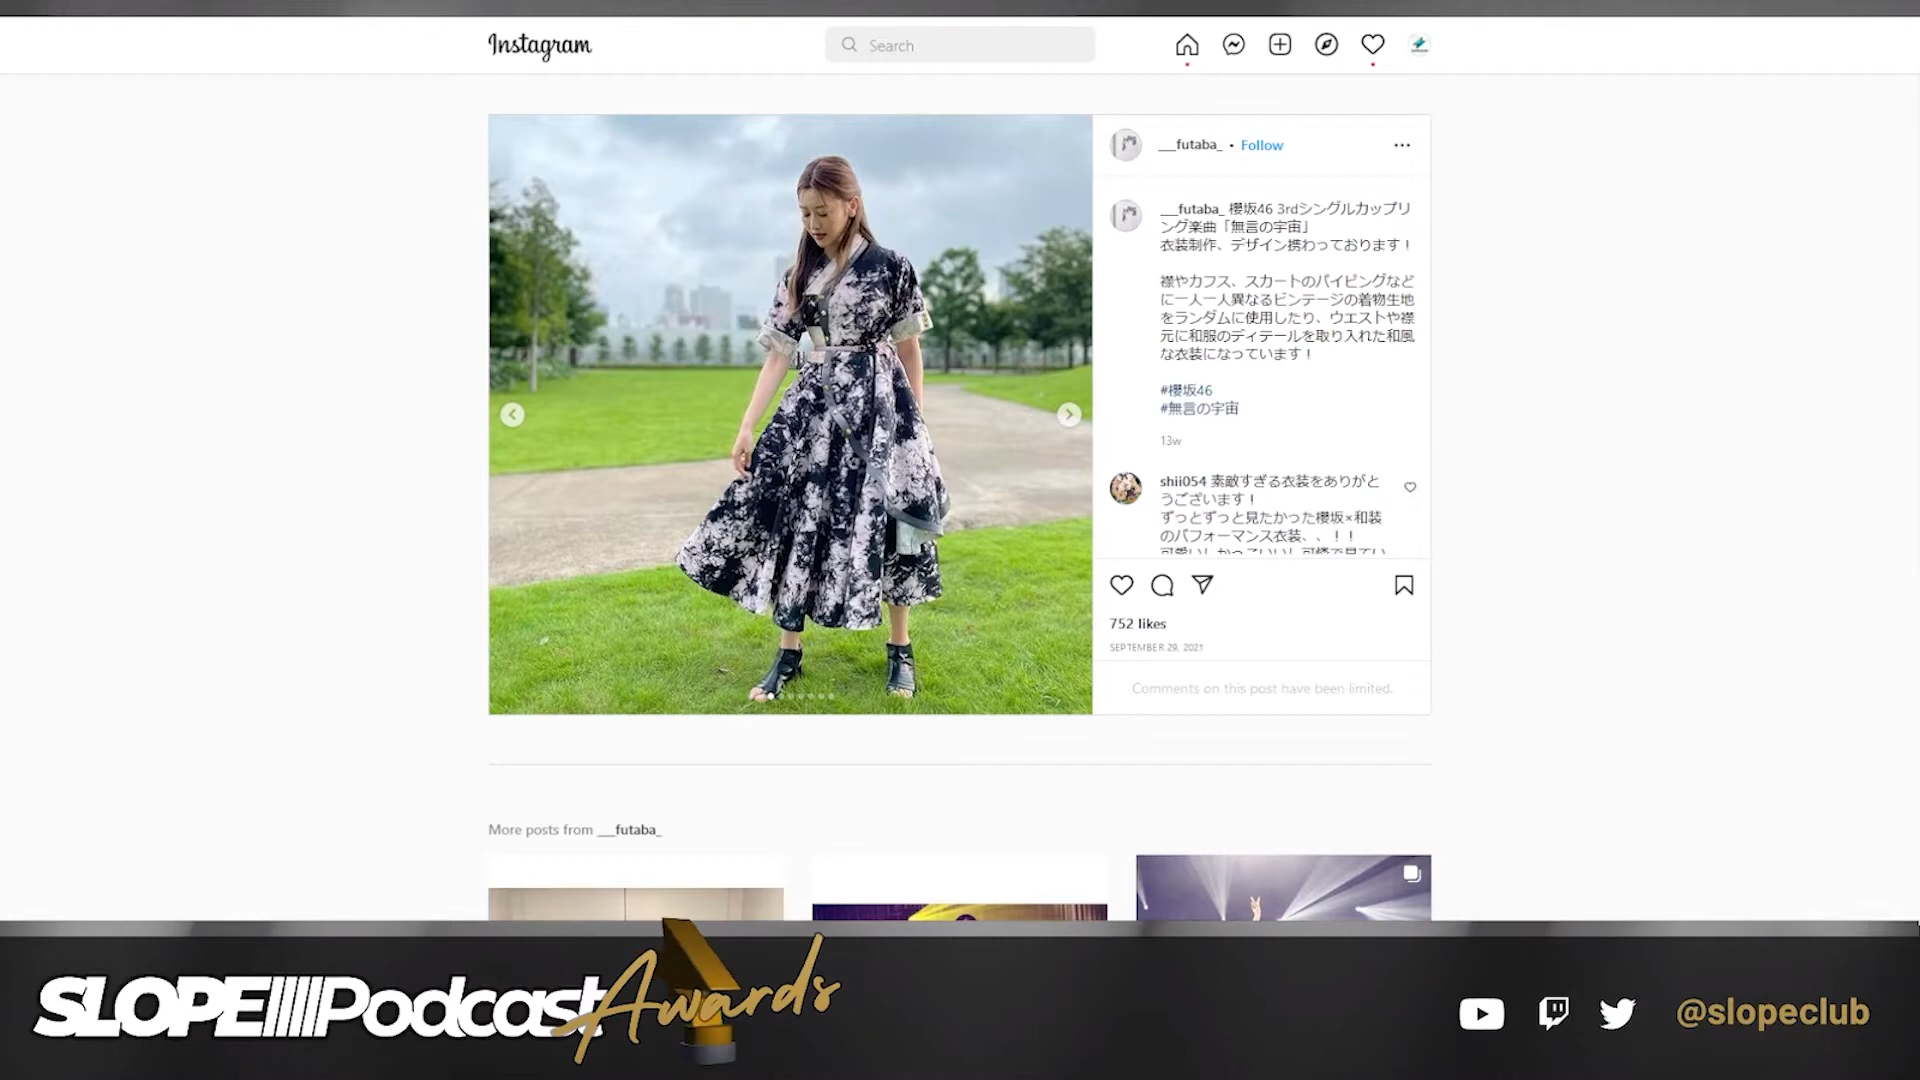 Instagram
Search
___futaba_ • Follow
___futaba_ 櫻坂46 3rdシングルカップリ
ング楽曲「無言の宇宙」
衣装制作、デザイン携わっております！
襟やカフス、スカートのパイピングなど
に一人一人異なるビンテージの着物生地
をランダムに使用したり、ウエストや襟
元に和服のディテールを取り入れた和風
な衣装になっています！
#櫻坂46
#無言の宇宙
13w
shii054 素敵すぎる衣装をありがと
うございます！
ずっとずっと見たかった櫻坂×和装
のパフォーマンス衣装、、！！
752 likes
SEPTEMBER 29, 2021
Comments on this post have been limited.
More posts from ___futaba_
SLOPE Podcast Awards
@slopeclub